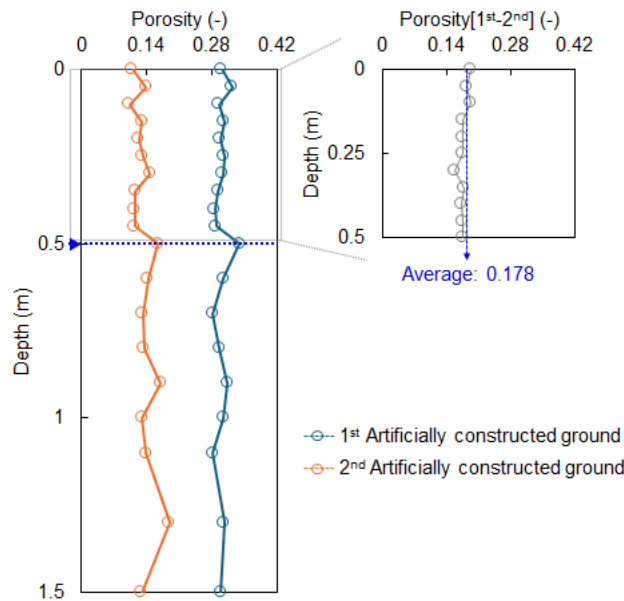 Porosity (-)
0 0.14 0.28 0.42
0
0.5
1
1.5
Depth (m)
Porosity[1st-2nd] (-)
0 0.14 0.28 0.42
0
0.25
0.5
Depth (m)
Average: 0.178
1st Artificially constructed ground
2nd Artificially constructed ground